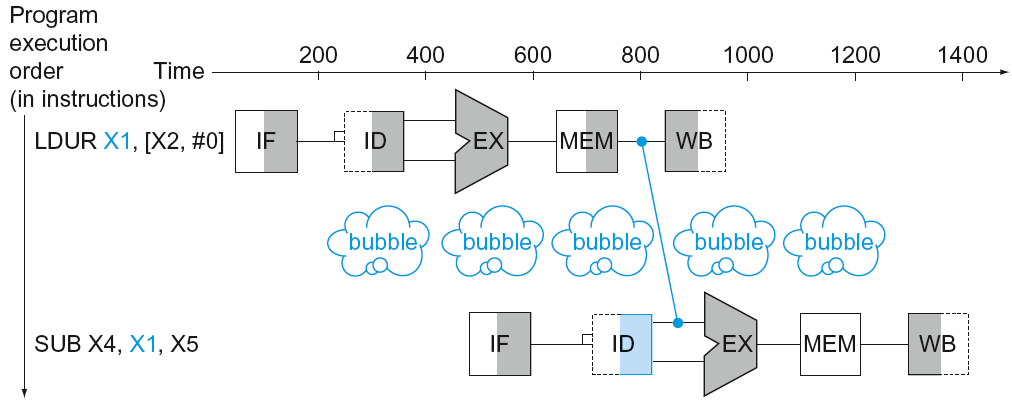 Program
execution
order
(in instructions)
Time
200 400 600 800 1000 1200 1400
LDUR X1, [X2, #0]
IF ID EX MEM WB
bubble bubble bubble bubble bubble
SUB X4, X1, X5
IF ID EX MEM WB